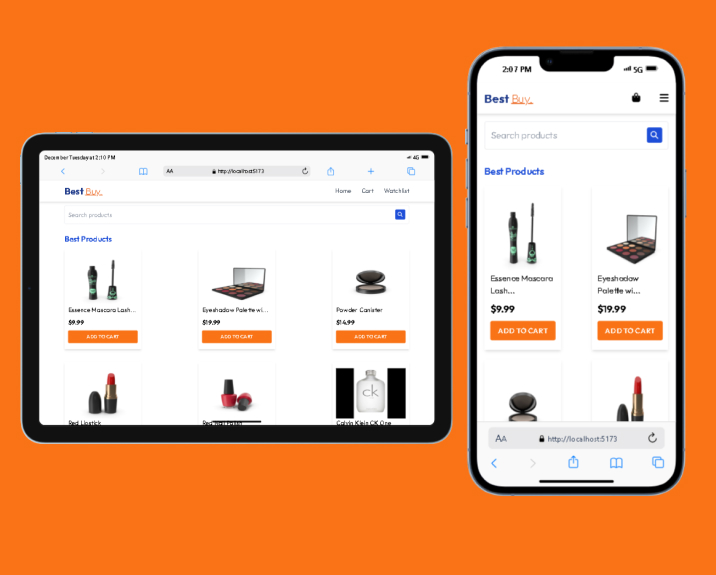 December Tuesday at 2:10 PM
4G
AA
http://localhost:5173
Best Buy.
Home Cart Watchlist
Search products
Best Products
Essence Mascara Lash...
$9.99
ADD TO CART
Eyeshadow Palette wi...
$19.99
ADD TO CART
Powder Canister
$14.99
ADD TO CART
Red Lipstick
Red Nail Polish
ck
Calvin Klein CK One
2:07 PM
5G
Best Buy.
Search products
Best Products
Essence Mascara
Lash...
$9.99
ADD TO CART
Eyeshadow
Palette wi...
$19.99
ADD TO CART
AA
http://localhost:5173